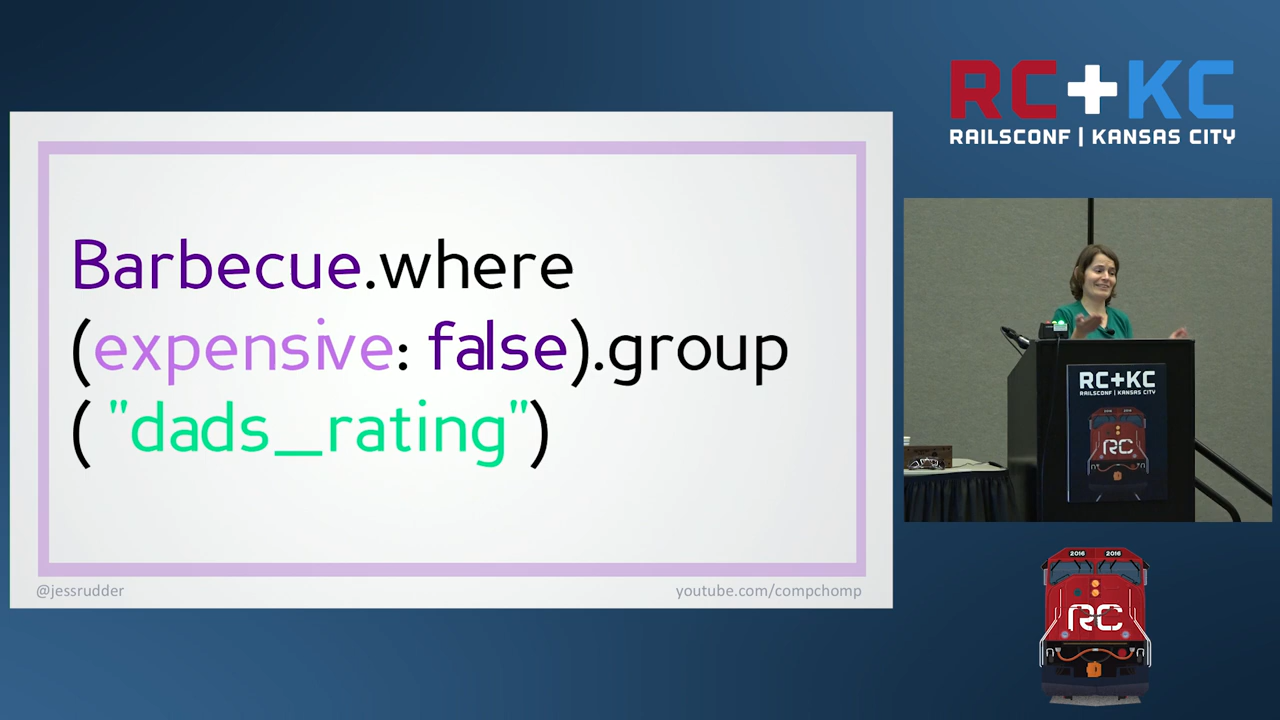 RC+KC
RAILSCONF | KANSAS CITY
Barbecue.where
(expensive: false).group
( "dads_rating")
@jessrudder
youtube.com/compchomp
RC+KC
RAILSCONF | KANSAS CITY
RC
2016 2016
RC